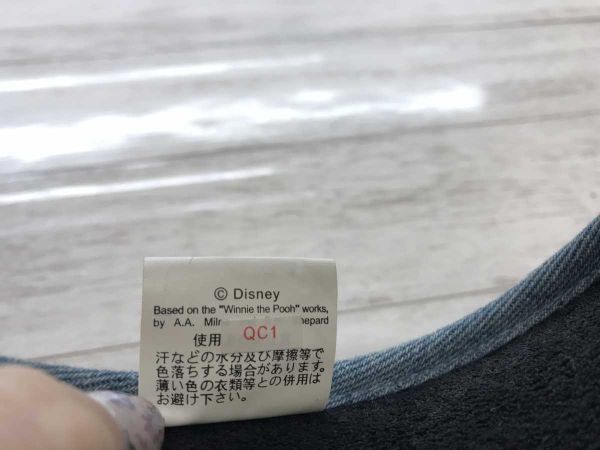 © Disney
Based on the "Winnie the Pooh" works,
by A.A.
使用 QC1
汗などの水分及び摩擦等で
色落ちする場合があります。
薄い色の衣類等との併用は
お避け下さい。